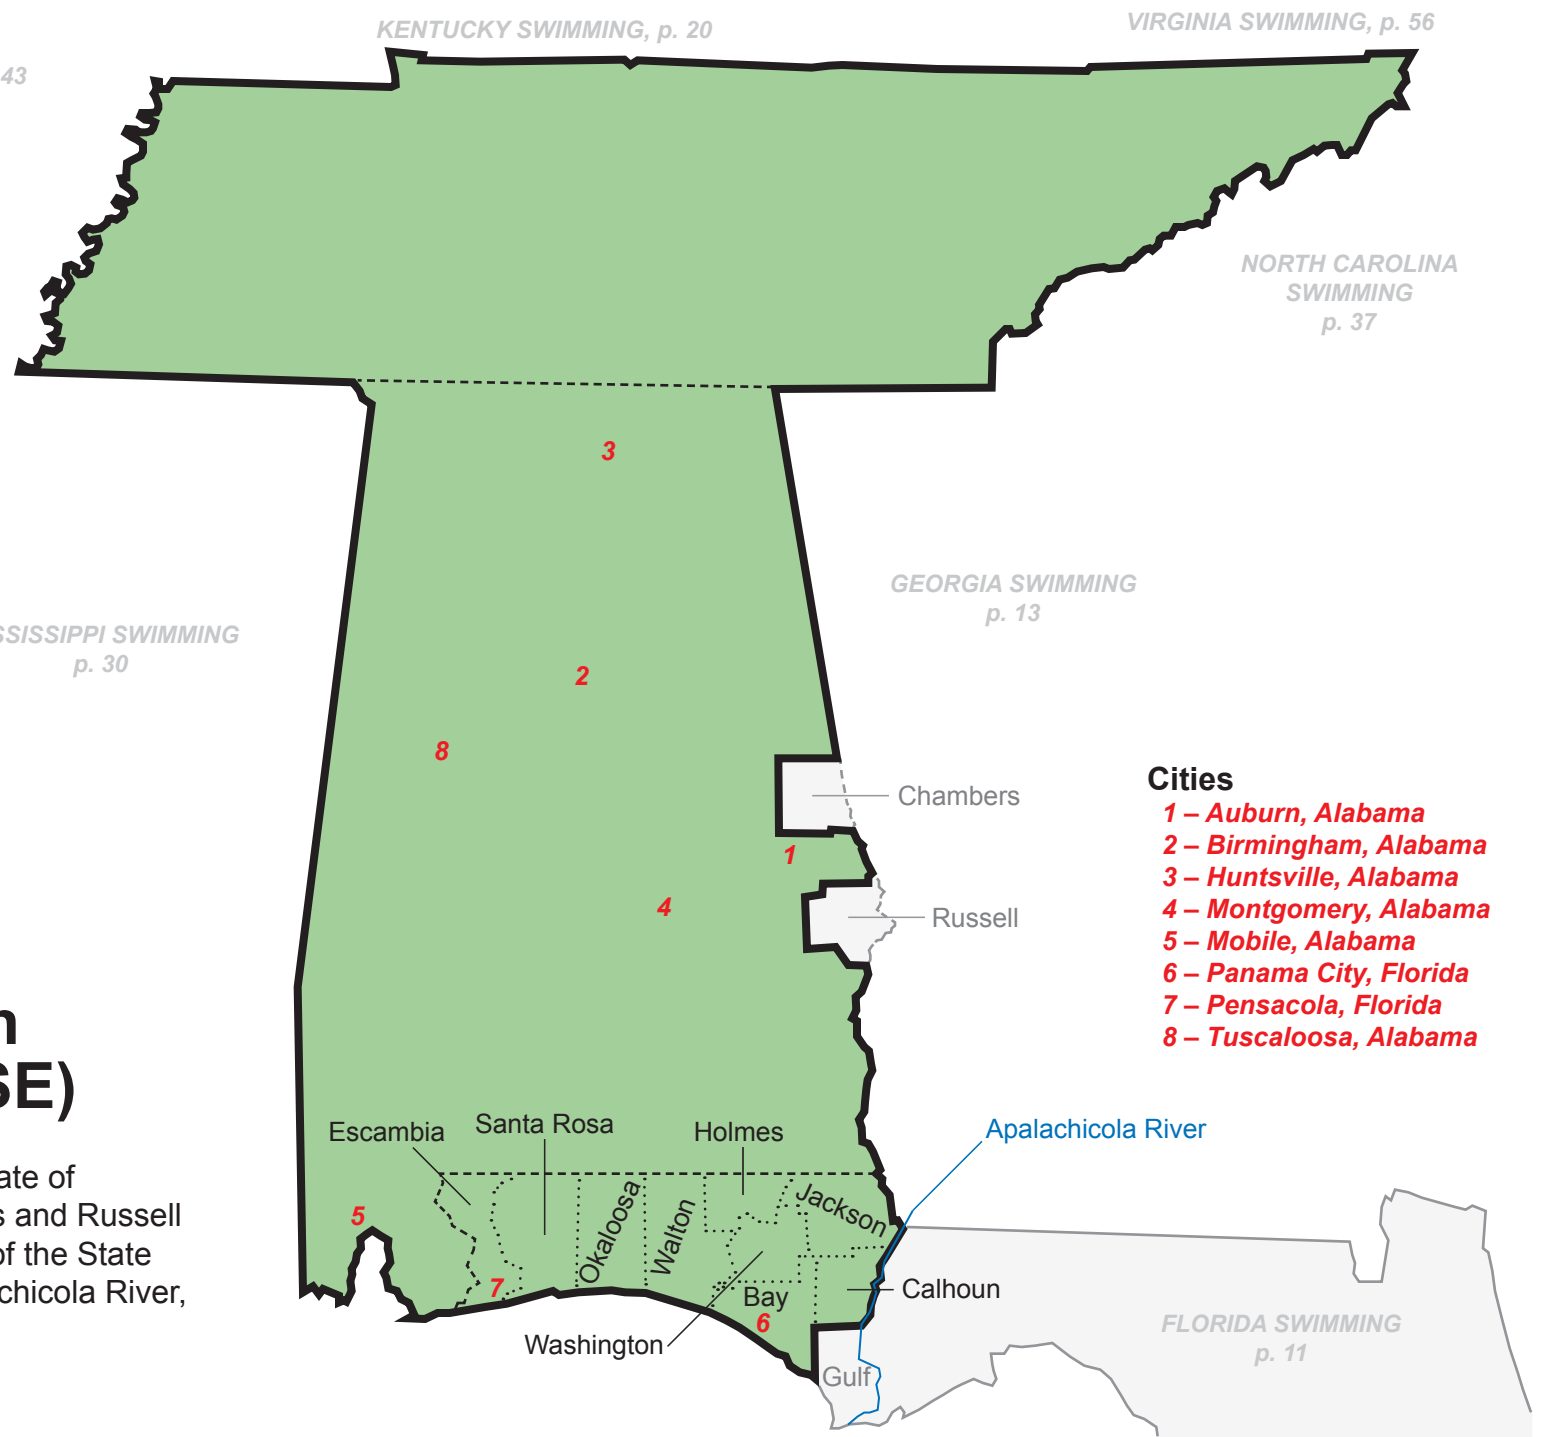 KENTUCKY SWIMMING, p. 20
VIRGINIA SWIMMING, p. 56
43
NORTH CAROLINA
SWIMMING
p. 37
3
GEORGIA SWIMMING
p. 13
SSISSIPPI SWIMMING
p. 30
2
8
Chambers
1
4
Russell
Cities
1 – Auburn, Alabama
2 – Birmingham, Alabama
3 – Huntsville, Alabama
4 – Montgomery, Alabama
5 – Mobile, Alabama
6 – Panama City, Florida
7 – Pensacola, Florida
8 – Tuscaloosa, Alabama
SE)
ate of
s and Russell
of the State
chicola River,
Escambia
Santa Rosa
Holmes
Apalachicola River
5
Okaloosa
Walton
Jackson
7
Bay
6
Calhoun
Washington
Gulf
FLORIDA SWIMMING
p. 11